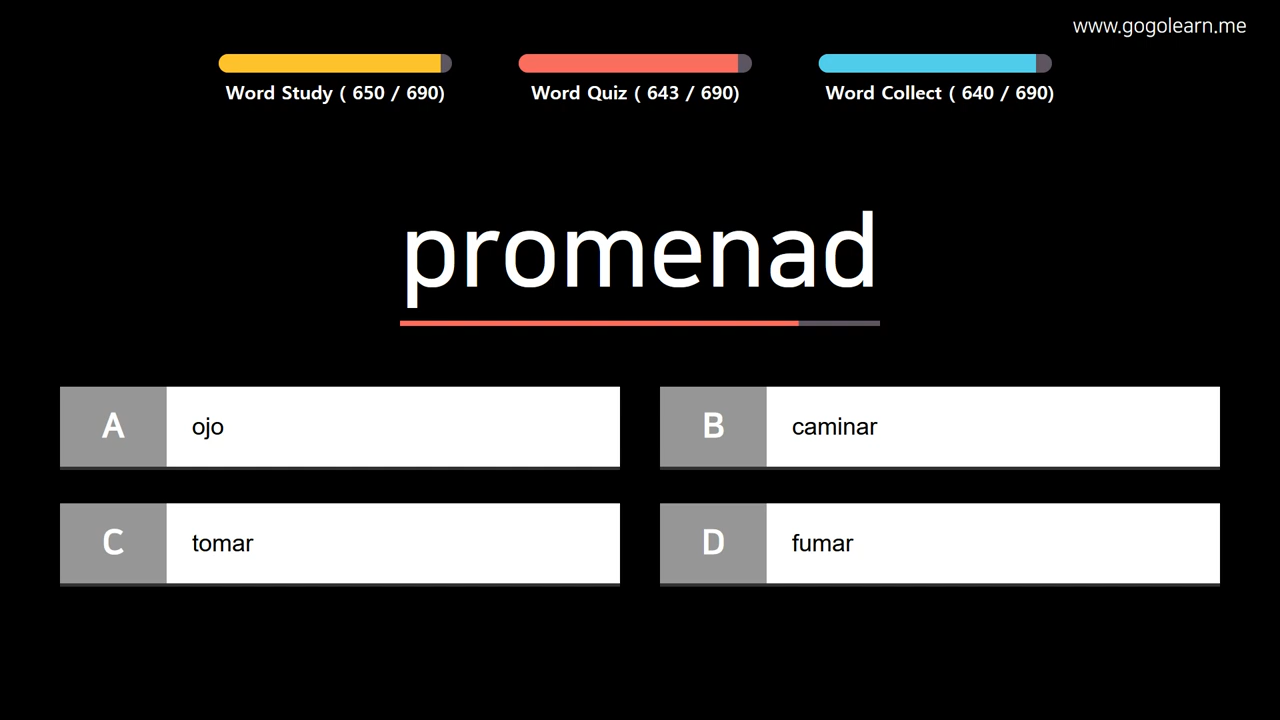 www.gogolearn.me
Word Study ( 650 / 690)
Word Quiz ( 643 / 690)
Word Collect ( 640 / 690)
promenad
A ojo
B caminar
C tomar
D fumar